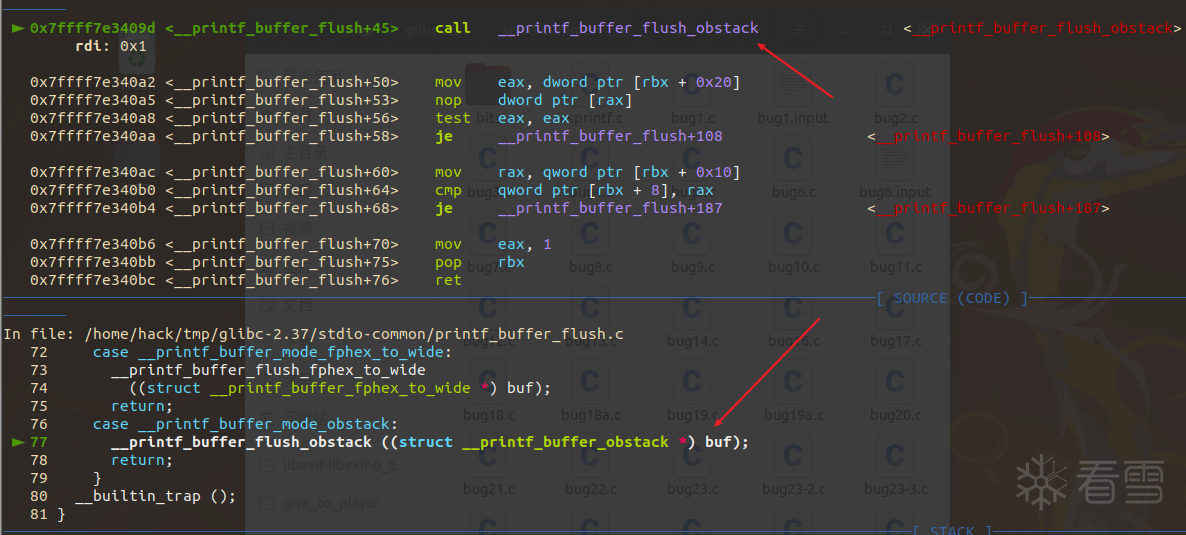 ► 0x7ffff7e3409d <__printf_buffer_flush+45>    call   __printf_buffer_flush_obstack                <__printf_buffer_flush_obstack>
        rdi: 0x1
   0x7ffff7e340a2 <__printf_buffer_flush+50>    mov    eax, dword ptr [rbx + 0x20]
   0x7ffff7e340a5 <__printf_buffer_flush+53>    nop    dword ptr [rax]
   0x7ffff7e340a8 <__printf_buffer_flush+56>    test   eax, eax
   0x7ffff7e340aa <__printf_buffer_flush+58>    je     __printf_buffer_flush+108                <__printf_buffer_flush+108>
   0x7ffff7e340ac <__printf_buffer_flush+60>    mov    rax, qword ptr [rbx + 0x10]
   0x7ffff7e340b0 <__printf_buffer_flush+64>    cmp    qword ptr [rbx + 8], rax
   0x7ffff7e340b4 <__printf_buffer_flush+68>    je     __printf_buffer_flush+187                <__printf_buffer_flush+187>
   0x7ffff7e340b6 <__printf_buffer_flush+70>    mov    eax, 1
   0x7ffff7e340bb <__printf_buffer_flush+75>    pop    rbx
   0x7ffff7e340bc <__printf_buffer_flush+76>    ret
[ SOURCE (CODE) ]
In file: /home/hack/tmp/glibc-2.37/stdio-common/printf_buffer_flush.c
   72     case __printf_buffer_mode_fphex_to_wide:
   73       __printf_buffer_flush_fphex_to_wide
   74         ((struct __printf_buffer_fphex_to_wide *) buf);
   75       return;
   76     case __printf_buffer_mode_obstack:
 ► 77       __printf_buffer_flush_obstack ((struct __printf_buffer_obstack *) buf);
   78       return;
   79     }
   80   __builtin_trap ();
   81 }
[ STACK ]
bug1.c
bug1.input
bug2.c
主目录
bug6.c
bug6.input
bug7.c
bug8.c
bug9.c
bug10.c
bug11.c
文档
bug14.c
bug16.c
bug17.c
bug18.c
bug18a.c
bug19.c
bug19a.c
bug20.c
libexif-libexif-0_6...
give_to_player
bug21.c
bug22.c
bug23.c
bug23-2.c
bug23-3.c
看雪